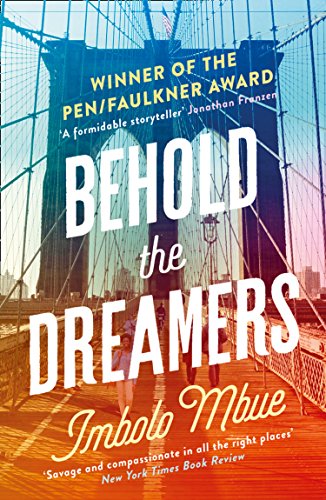 WINNER OF THE
PEN/FAULKNER AWARD
'A formidable storyteller' Jonathan Franzen
BEHOLD
the
DREAMERS
Imbolo Mbue
'Savage and compassionate in all the right places'
New York Times Book Review